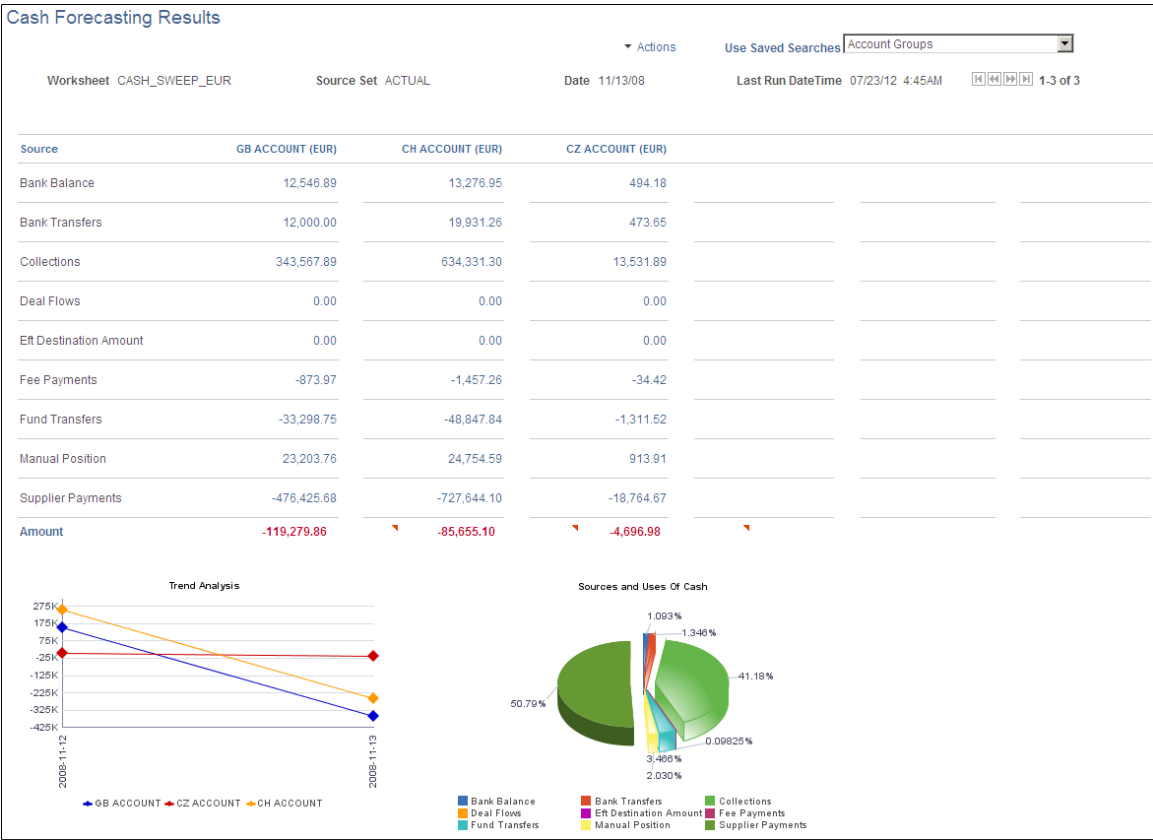 Cash Forecasting Results
Actions Use Saved Searches Account Groups
Worksheet CASH_SWEEP_EUR Source Set ACTUAL Date 11/13/08 Last Run DateTime 07/23/12 4:45AM 1-3 of 3
Source GB ACCOUNT (EUR) CH ACCOUNT (EUR) CZ ACCOUNT (EUR)
Bank Balance 12,546.89 13,276.95 494.18
Bank Transfers 12,000.00 19,931.26 473.65
Collections 343,567.89 634,331.30 13,531.89
Deal Flows 0.00 0.00 0.00
Eft Destination Amount 0.00 0.00 0.00
Fee Payments -873.97 -1,457.26 -34.42
Fund Transfers -33,298.75 -48,847.84 -1,311.52
Manual Position 23,203.76 24,754.59 913.91
Supplier Payments -476,425.68 -727,644.10 -18,764.67
Amount -119,279.86 -85,655.10 -4,696.98
Trend Analysis
275K
175K
75K
-25K
-125K
-225K
-325K
-425K
2008-11-12
2008-11-13
GB ACCOUNT CZ ACCOUNT CH ACCOUNT
Sources and Uses Of Cash
1.093%
1.346%
41.18%
50.79%
0.09825%
3.466%
2.030%
Bank Balance Bank Transfers Collections
Deal Flows Eft Destination Amount Fee Payments
Fund Transfers Manual Position Supplier Payments